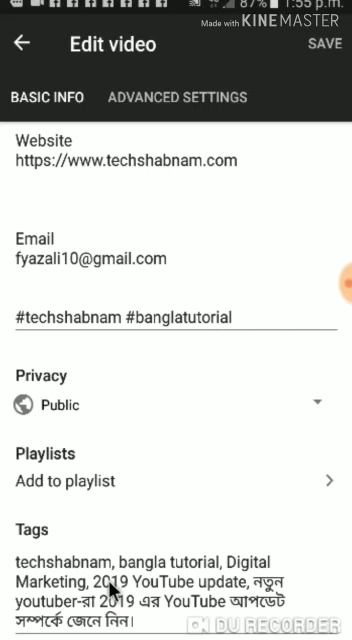 87% 1:55 p.m.
Made with KINEMASTER
Edit video
SAVE
BASIC INFO ADVANCED SETTINGS
Website
https://www.techshabnam.com
Email
fyazali10@gmail.com
#techshabnam #banglatutorial
Privacy
Public
Playlists
Add to playlist
Tags
techshabnam, bangla tutorial, Digital
Marketing, 2019 YouTube update, নতুন
youtuber-রা 2019 এর YouTube আপডেট
সম্পর্কে জেনে নিন।
DU RECORDER